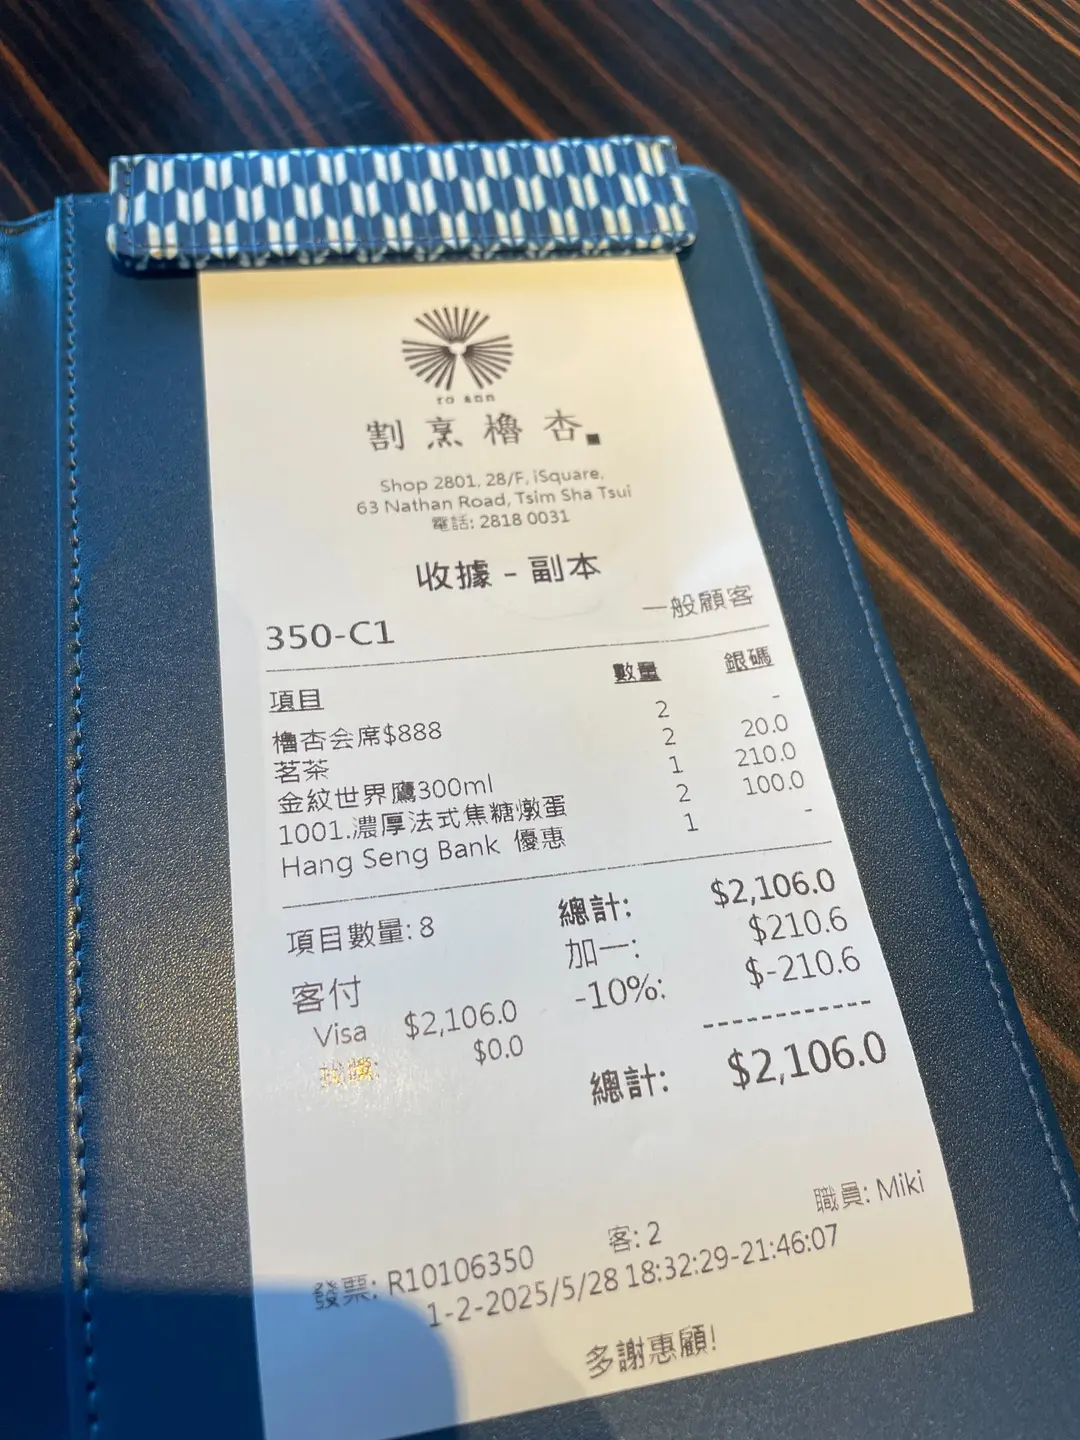 ro ann
割烹櫓杏
Shop 2801, 28/F, iSquare,
63 Nathan Road, Tsim Sha Tsui
電話: 2818 0031
收據 - 副本
350-C1 一般顧客
項目 數量 銀碼
櫓杏会席$888 2 -
茗茶 2 20.0
金紋世界鷹300ml 1 210.0
1001.濃厚法式焦糖燉蛋 2 100.0
Hang Seng Bank 優惠 1 -
項目數量: 8 總計: $2,106.0
加一: $210.6
客付 -10%: $-210.6
Visa $2,106.0
找贖: $0.0
總計: $2,106.0
職員: Miki
發票: R10106350 客: 2
1-2-2025/5/28 18:32:29-21:46:07
多謝惠顧!